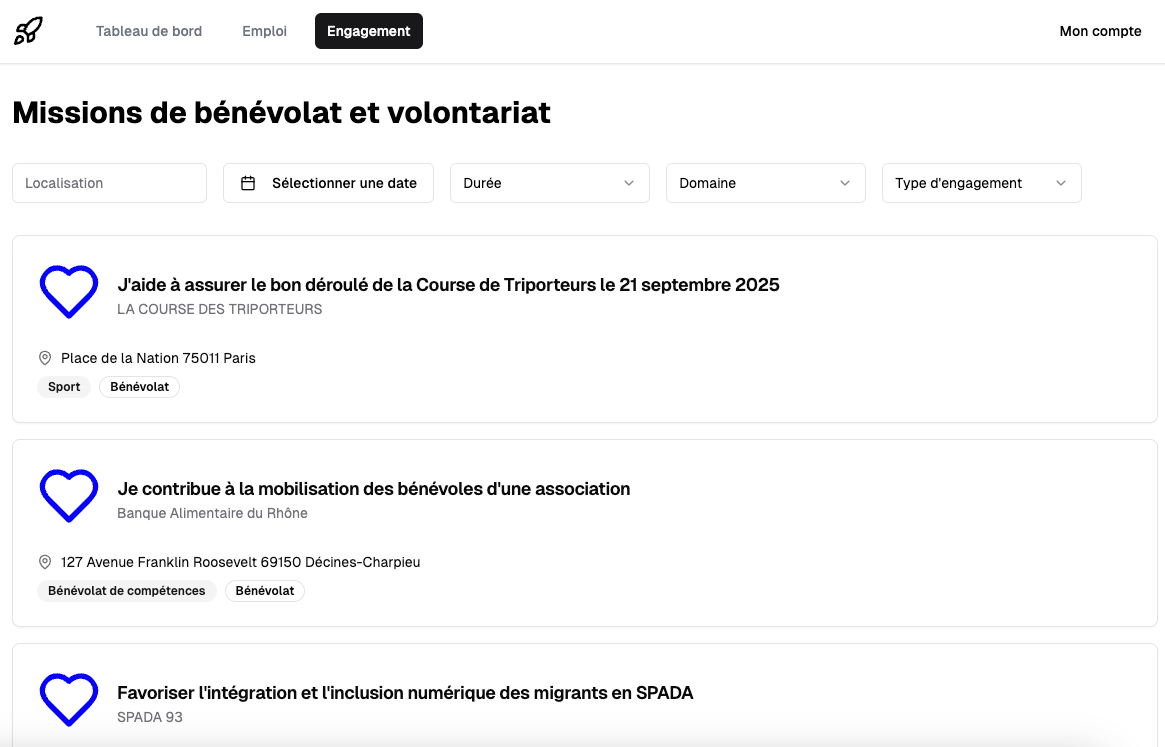 Tableau de bord
Emploi
Engagement
Mon compte
Missions de bénévolat et volontariat
Localisation
Sélectionner une date
Durée
Domaine
Type d'engagement
J'aide à assurer le bon déroulé de la Course de Triporteurs le 21 septembre 2025
LA COURSE DES TRIPORTEURS
Place de la Nation 75011 Paris
Sport
Bénévolat
Je contribue à la mobilisation des bénévoles d'une association
Banque Alimentaire du Rhône
127 Avenue Franklin Roosevelt 69150 Décines-Charpieu
Bénévolat de compétences
Bénévolat
Favoriser l'intégration et l'inclusion numérique des migrants en SPADA
SPADA 93